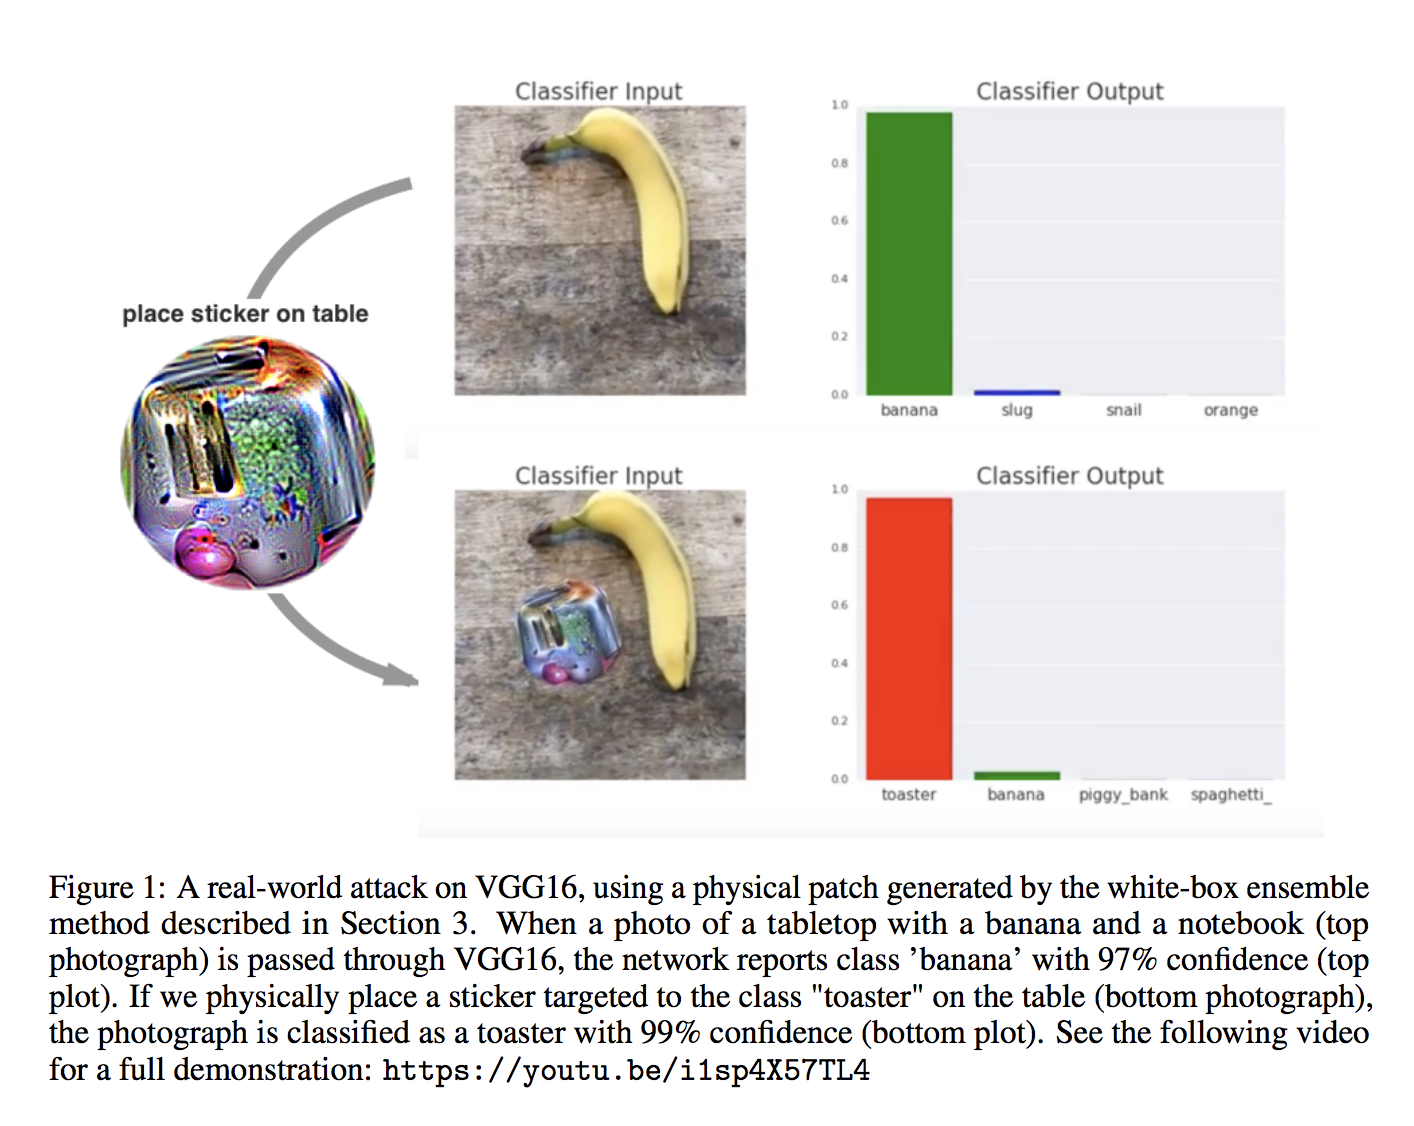 Classifier Input
Classifier Output
1.0
0.8
0.6
0.4
0.2
0.0
banana slug snail orange
place sticker on table
Classifier Input
Classifier Output
1.0
0.8
0.6
0.4
0.2
0.0
toaster banana piggy_bank spaghetti_
Figure 1: A real-world attack on VGG16, using a physical patch generated by the white-box ensemble
method described in Section 3. When a photo of a tabletop with a banana and a notebook (top
photograph) is passed through VGG16, the network reports class ’banana’ with 97% confidence (top
plot). If we physically place a sticker targeted to the class "toaster" on the table (bottom photograph),
the photograph is classified as a toaster with 99% confidence (bottom plot). See the following video
for a full demonstration: https://youtu.be/i1sp4X57TL4